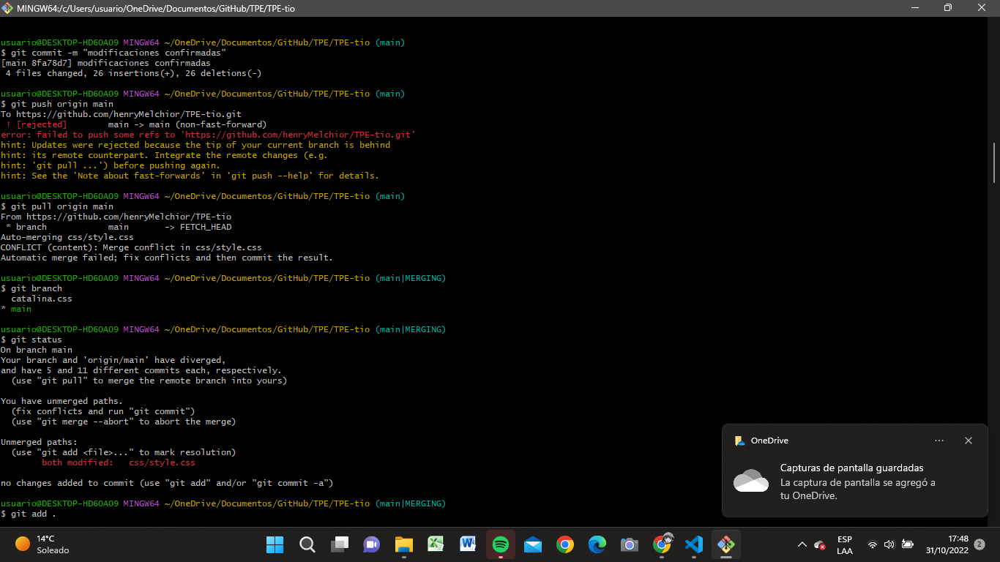 MINGW64:/c/Users/usuario/OneDrive/Documentos/GitHub/TPE/TPE-tio
usuario@DESKTOP-HD6OAO9 MINGW64 ~/OneDrive/Documentos/GitHub/TPE/TPE-tio (main)
$ git commit -m "modificaciones confirmadas"
[main 8fa78d7] modificaciones confirmadas
 4 files changed, 26 insertions(+), 26 deletions(-)
usuario@DESKTOP-HD6OAO9 MINGW64 ~/OneDrive/Documentos/GitHub/TPE/TPE-tio (main)
$ git push origin main
To https://github.com/henryMelchior/TPE-tio.git
 ! [rejected]        main -> main (non-fast-forward)
error: failed to push some refs to 'https://github.com/henryMelchior/TPE-tio.git'
hint: Updates were rejected because the tip of your current branch is behind
hint: its remote counterpart. Integrate the remote changes (e.g.
hint: 'git pull ...') before pushing again.
hint: See the 'Note about fast-forwards' in 'git push --help' for details.
usuario@DESKTOP-HD6OAO9 MINGW64 ~/OneDrive/Documentos/GitHub/TPE/TPE-tio (main)
$ git pull origin main
From https://github.com/henryMelchior/TPE-tio
 * branch            main       -> FETCH_HEAD
Auto-merging css/style.css
CONFLICT (content): Merge conflict in css/style.css
Automatic merge failed; fix conflicts and then commit the result.
usuario@DESKTOP-HD6OAO9 MINGW64 ~/OneDrive/Documentos/GitHub/TPE/TPE-tio (main|MERGING)
$ git branch
  catalina.css
* main
usuario@DESKTOP-HD6OAO9 MINGW64 ~/OneDrive/Documentos/GitHub/TPE/TPE-tio (main|MERGING)
$ git status
On branch main
Your branch and 'origin/main' have diverged,
and have 5 and 11 different commits each, respectively.
  (use "git pull" to merge the remote branch into yours)
You have unmerged paths.
  (fix conflicts and run "git commit")
  (use "git merge --abort" to abort the merge)
Unmerged paths:
  (use "git add <file>..." to mark resolution)
        both modified:   css/style.css
no changes added to commit (use "git add" and/or "git commit -a")
usuario@DESKTOP-HD6OAO9 MINGW64 ~/OneDrive/Documentos/GitHub/TPE/TPE-tio (main|MERGING)
$ git add .
OneDrive
Capturas de pantalla guardadas
La captura de pantalla se agregó a
tu OneDrive.
14°C
Soleado
ESP
LAA
17:48
31/10/2022
2